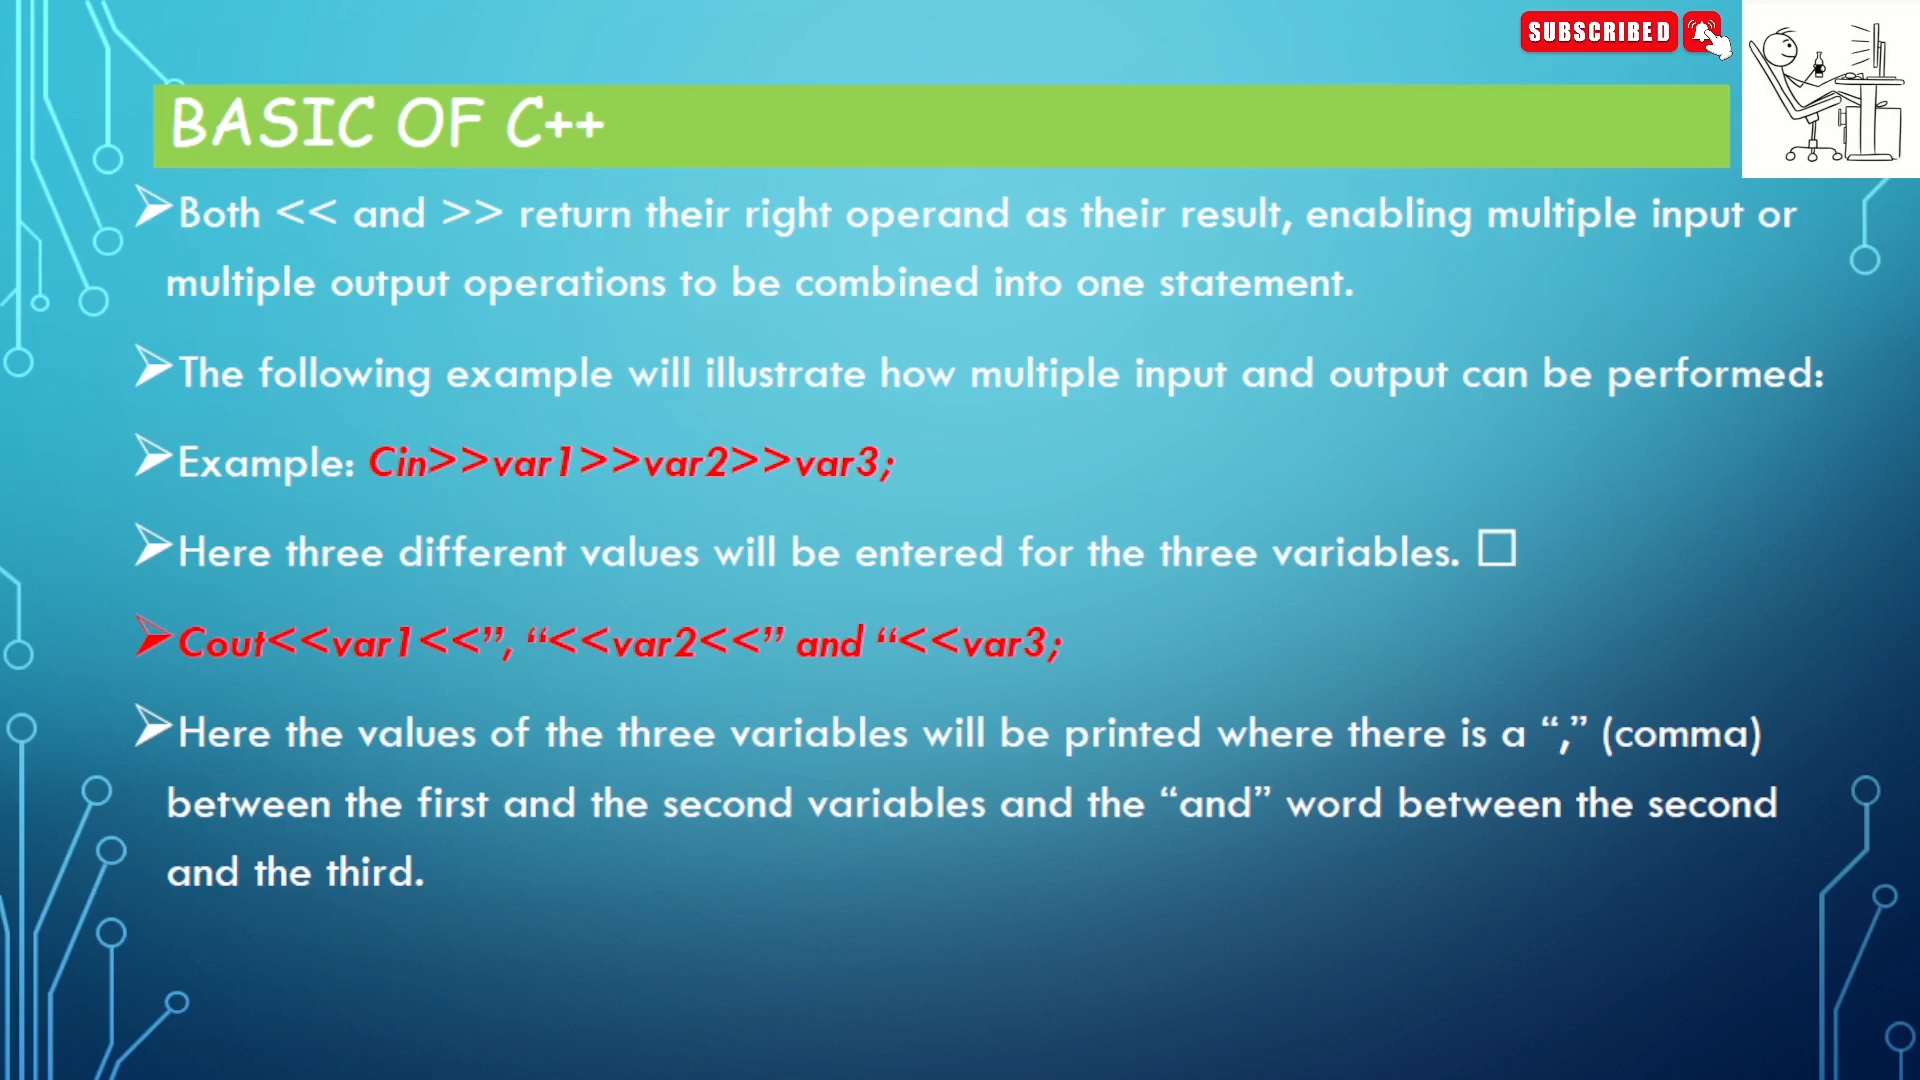 SUBSCRIBED
BASIC OF C++
Both << and >> return their right operand as their result, enabling multiple input or
multiple output operations to be combined into one statement.
The following example will illustrate how multiple input and output can be performed:
Example: Cin>>var1>>var2>>var3;
Here three different values will be entered for the three variables. □
Cout<<var1<<”, “<<var2<<” and “<<var3;
Here the values of the three variables will be printed where there is a “,” (comma)
between the first and the second variables and the “and” word between the second
and the third.